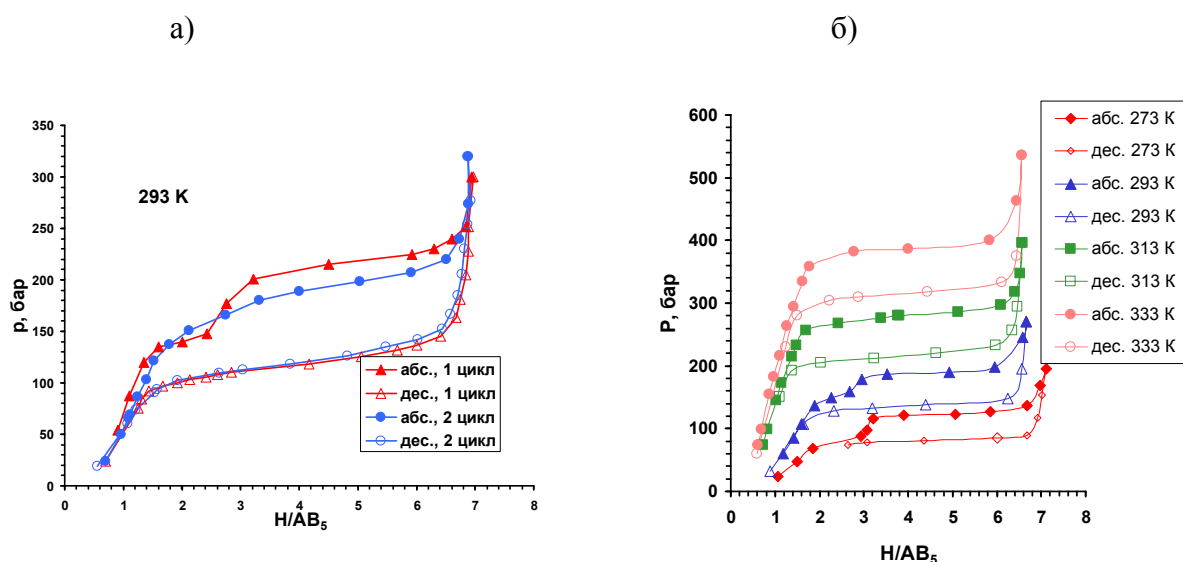 а)
б)
р, бар
350
300
250
200
150
100
50
0
293 K
абс., 1 цикл
дес., 1 цикл
абс., 2 цикл
дес., 2 цикл
0 1 2 3 4 5 6 7 8
H/AB₅
Р, бар
600
500
400
300
200
100
0
абс. 273 К
дес. 273 К
абс. 293 К
дес. 293 К
абс. 313 К
дес. 313 К
абс. 333 К
дес. 333 К
0 1 2 3 4 5 6 7 8
H/AB₅